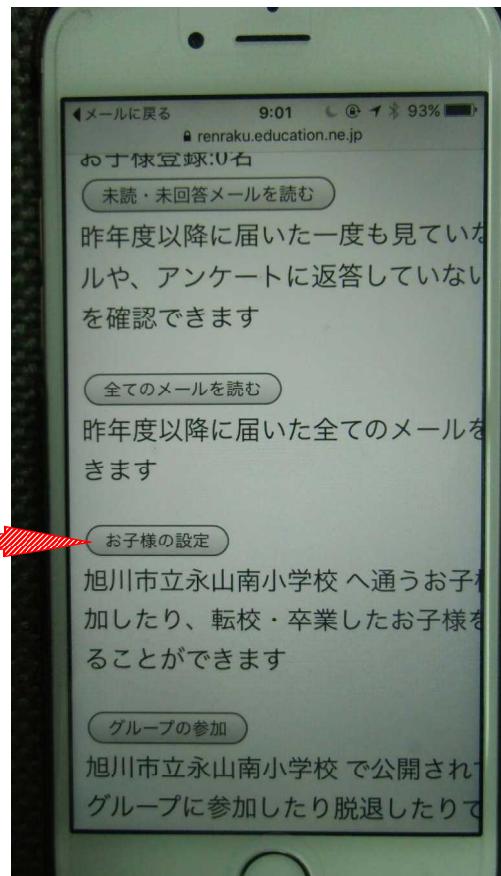 メールに戻る 9:01 93%
renraku.education.ne.jp
お子様登録:0名
未読・未回答メールを読む
昨年度以降に届いた一度も見ていな
ルや、アンケートに返答していない
を確認できます
全てのメールを読む
昨年度以降に届いた全てのメールを
きます
お子様の設定
旭川市立永山南小学校 へ通うお子様
加したり、転校・卒業したお子様を
ることができます
グループの参加
旭川市立永山南小学校 で公開されて
グループに参加したり脱退したりて